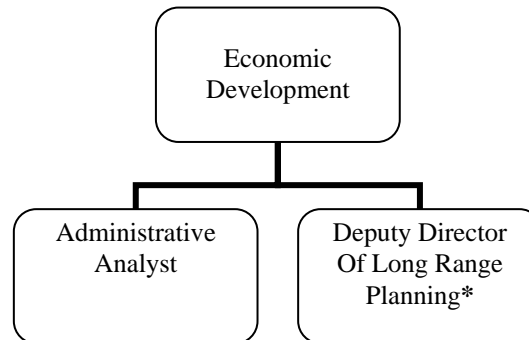 Economic
Development
Administrative
Analyst
Deputy Director
Of Long Range
Planning*